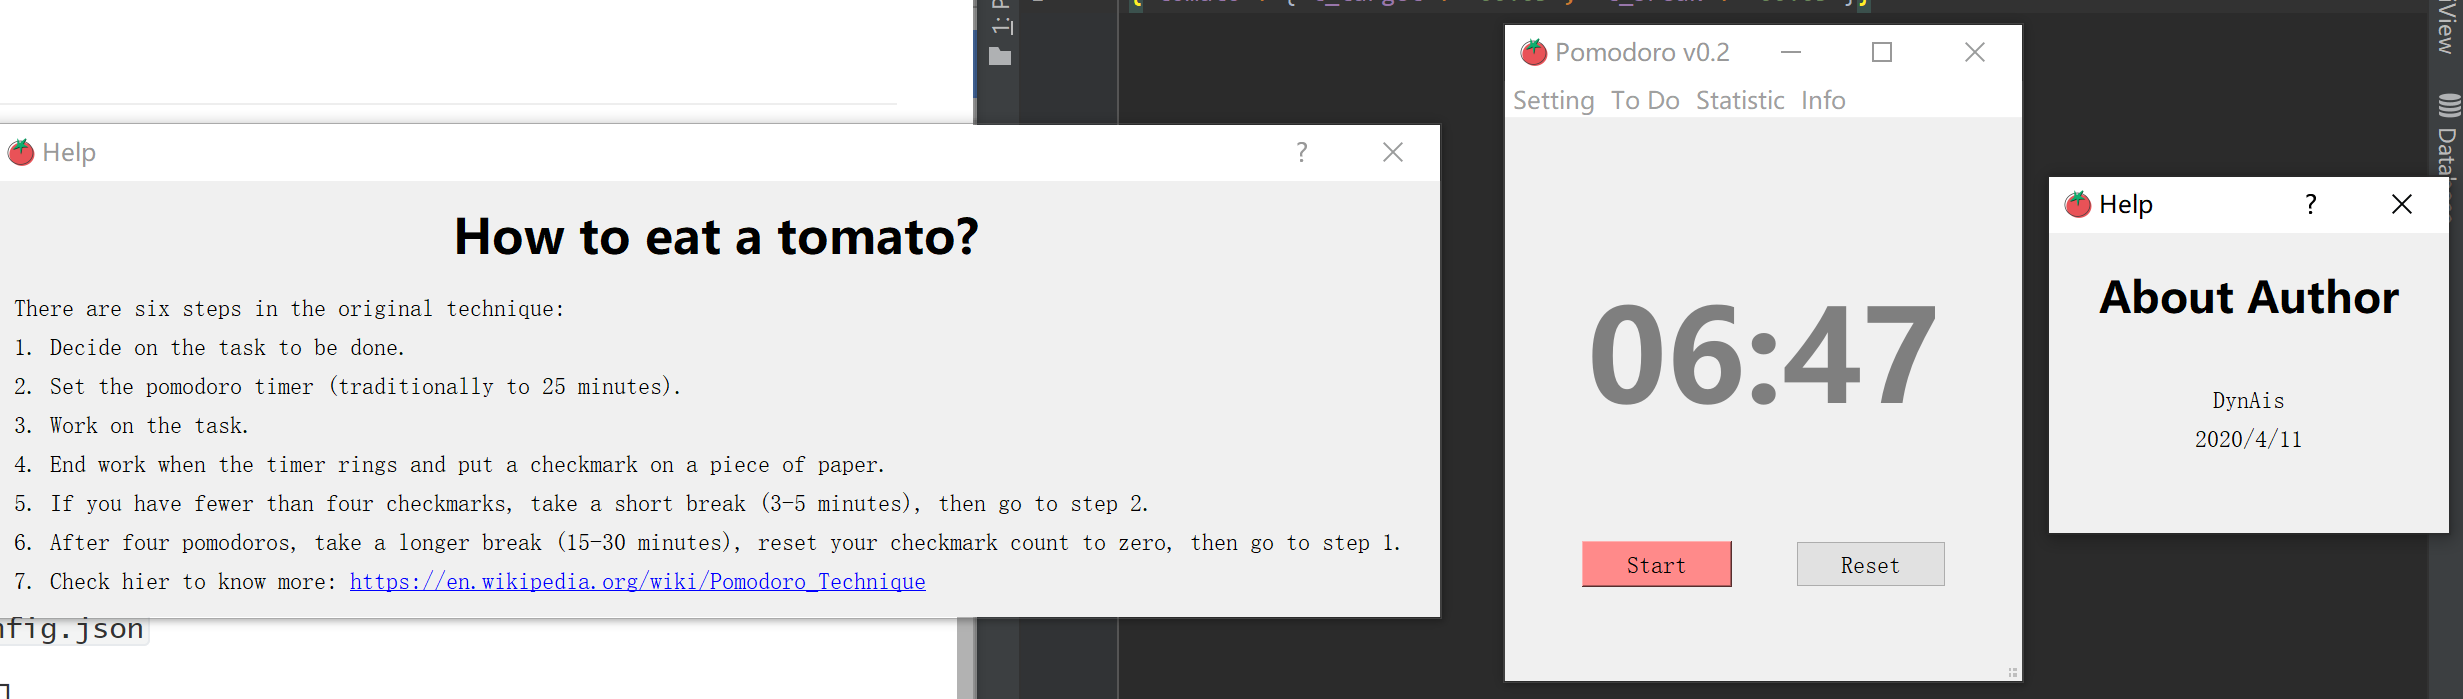 Help
?
How to eat a tomato?
There are six steps in the original technique:
1. Decide on the task to be done.
2. Set the pomodoro timer (traditionally to 25 minutes).
3. Work on the task.
4. End work when the timer rings and put a checkmark on a piece of paper.
5. If you have fewer than four checkmarks, take a short break (3-5 minutes), then go to step 2.
6. After four pomodoros, take a longer break (15-30 minutes), reset your checkmark count to zero, then go to step 1.
7. Check hier to know more: https://en.wikipedia.org/wiki/Pomodoro_Technique
fig.json
1: P
Pomodoro v0.2
Setting To Do Statistic Info
06:47
Start Reset
View
Help
?
About Author
DynAis
2020/4/11